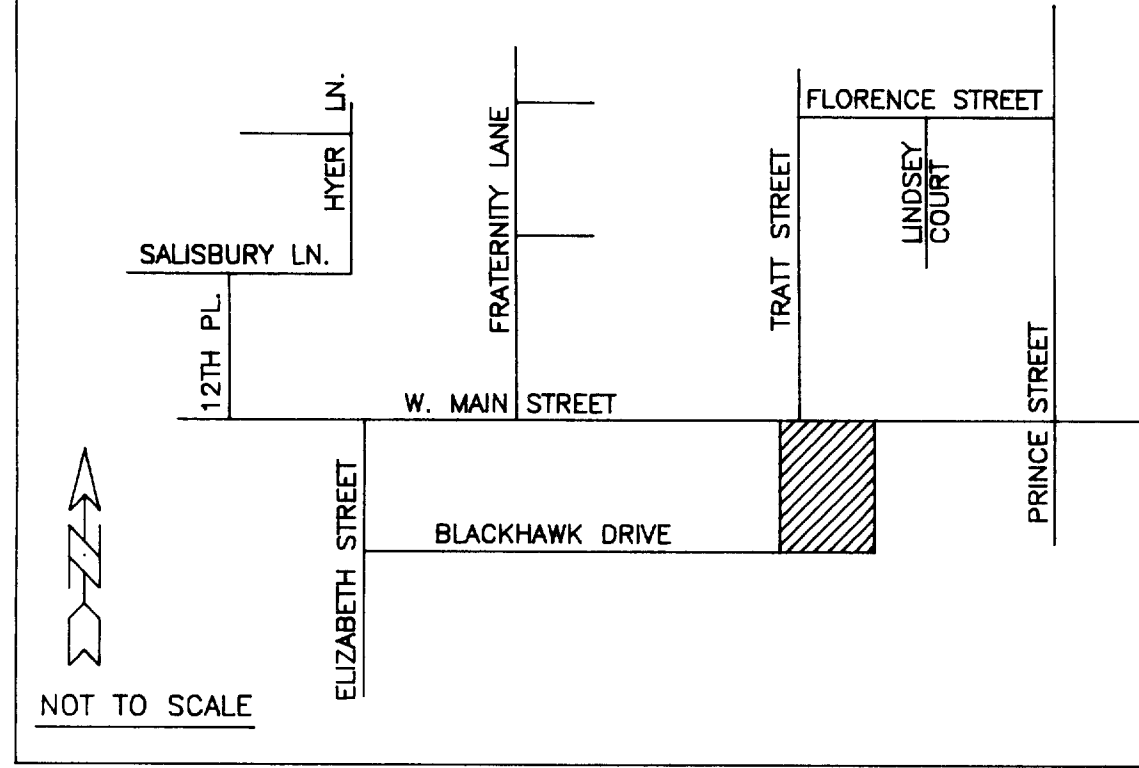 HYER LN.
FRATERNITY LANE
FLORENCE STREET
LINDSEY
COURT
TRATT STREET
SALISBURY LN.
12TH PL.
W. MAIN STREET
PRINCE STREET
ELIZABETH STREET
BLACKHAWK DRIVE
N
NOT TO SCALE